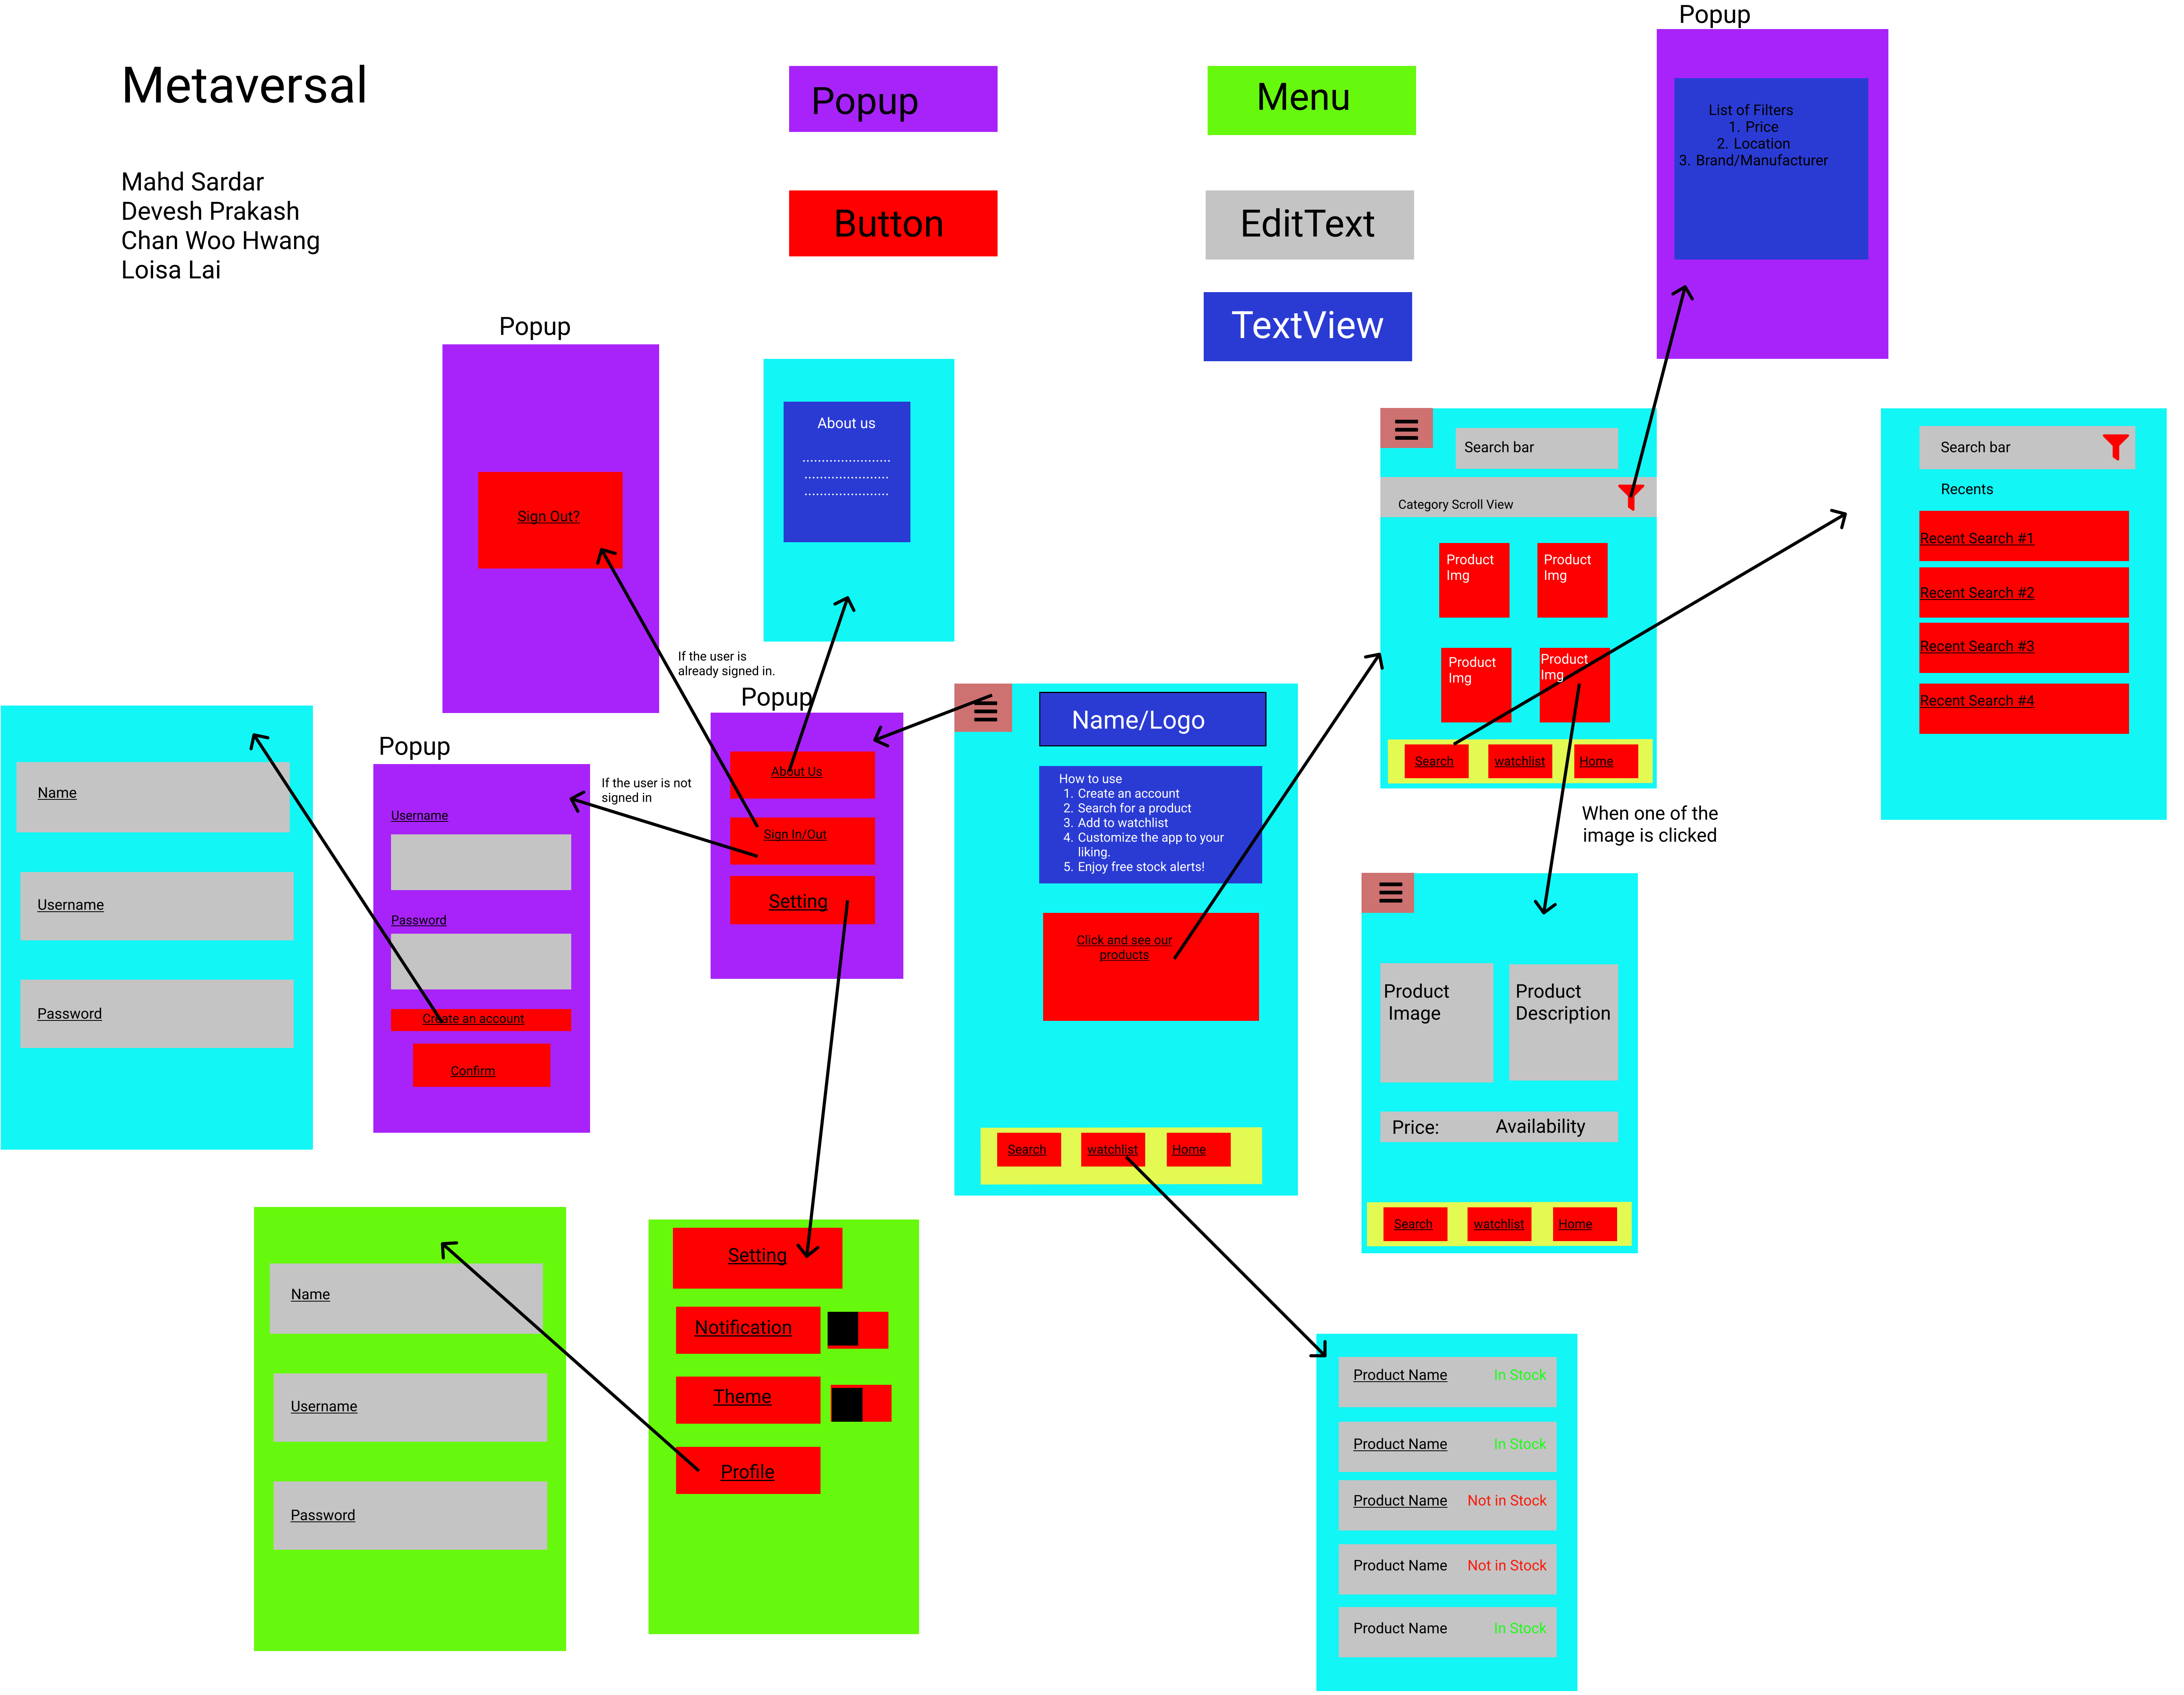 Metaversal
Mahd Sardar
Devesh Prakash
Chan Woo Hwang
Loisa Lai
Popup
Menu
Button
EditText
TextView
Popup
List of Filters
1. Price
2. Location
3. Brand/Manufacturer
Popup
Sign Out?
About us
........................
.......................
.......................
If the user is
already signed in.
Popup
About Us
Sign In/Out
Setting
If the user is not
signed in
Popup
Username
Password
Create an account
Confirm
Name
Username
Password
Name/Logo
How to use
1. Create an account
2. Search for a product
3. Add to watchlist
4. Customize the app to your
liking.
5. Enjoy free stock alerts!
Click and see our
products
Search
watchlist
Home
Search bar
Category Scroll View
Product
Img
Product
Img
Product
Img
Product
Img
Search
watchlist
Home
Search bar
Recents
Recent Search #1
Recent Search #2
Recent Search #3
Recent Search #4
When one of the
image is clicked
Product
Image
Product
Description
Price:
Availability
Search
watchlist
Home
Name
Username
Password
Setting
Notification
Theme
Profile
Product Name In Stock
Product Name In Stock
Product Name Not in Stock
Product Name Not in Stock
Product Name In Stock